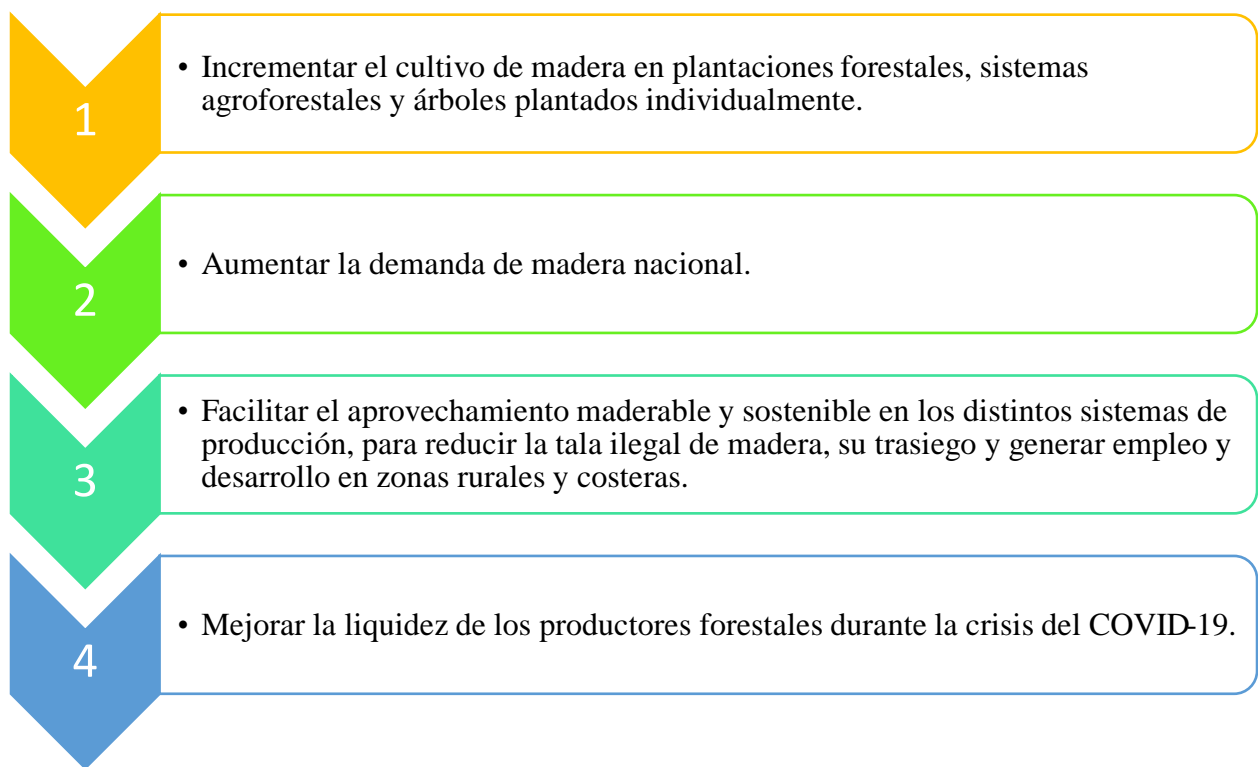 1
• Incrementar el cultivo de madera en plantaciones forestales, sistemas
agroforestales y árboles plantados individualmente.
2
• Aumentar la demanda de madera nacional.
3
• Facilitar el aprovechamiento maderable y sostenible en los distintos sistemas de
producción, para reducir la tala ilegal de madera, su trasiego y generar empleo y
desarrollo en zonas rurales y costeras.
4
• Mejorar la liquidez de los productores forestales durante la crisis del COVID-19.